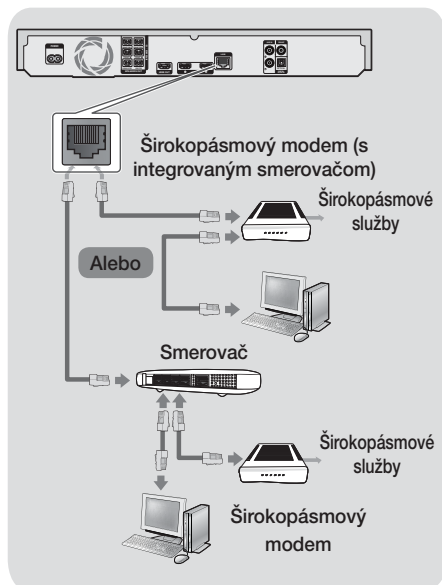 Širokopásmový modem (s
integrovaným smerovačom)
Širokopásmové
služby
Alebo
Smerovač
Širokopásmové
služby
Širokopásmový
modem